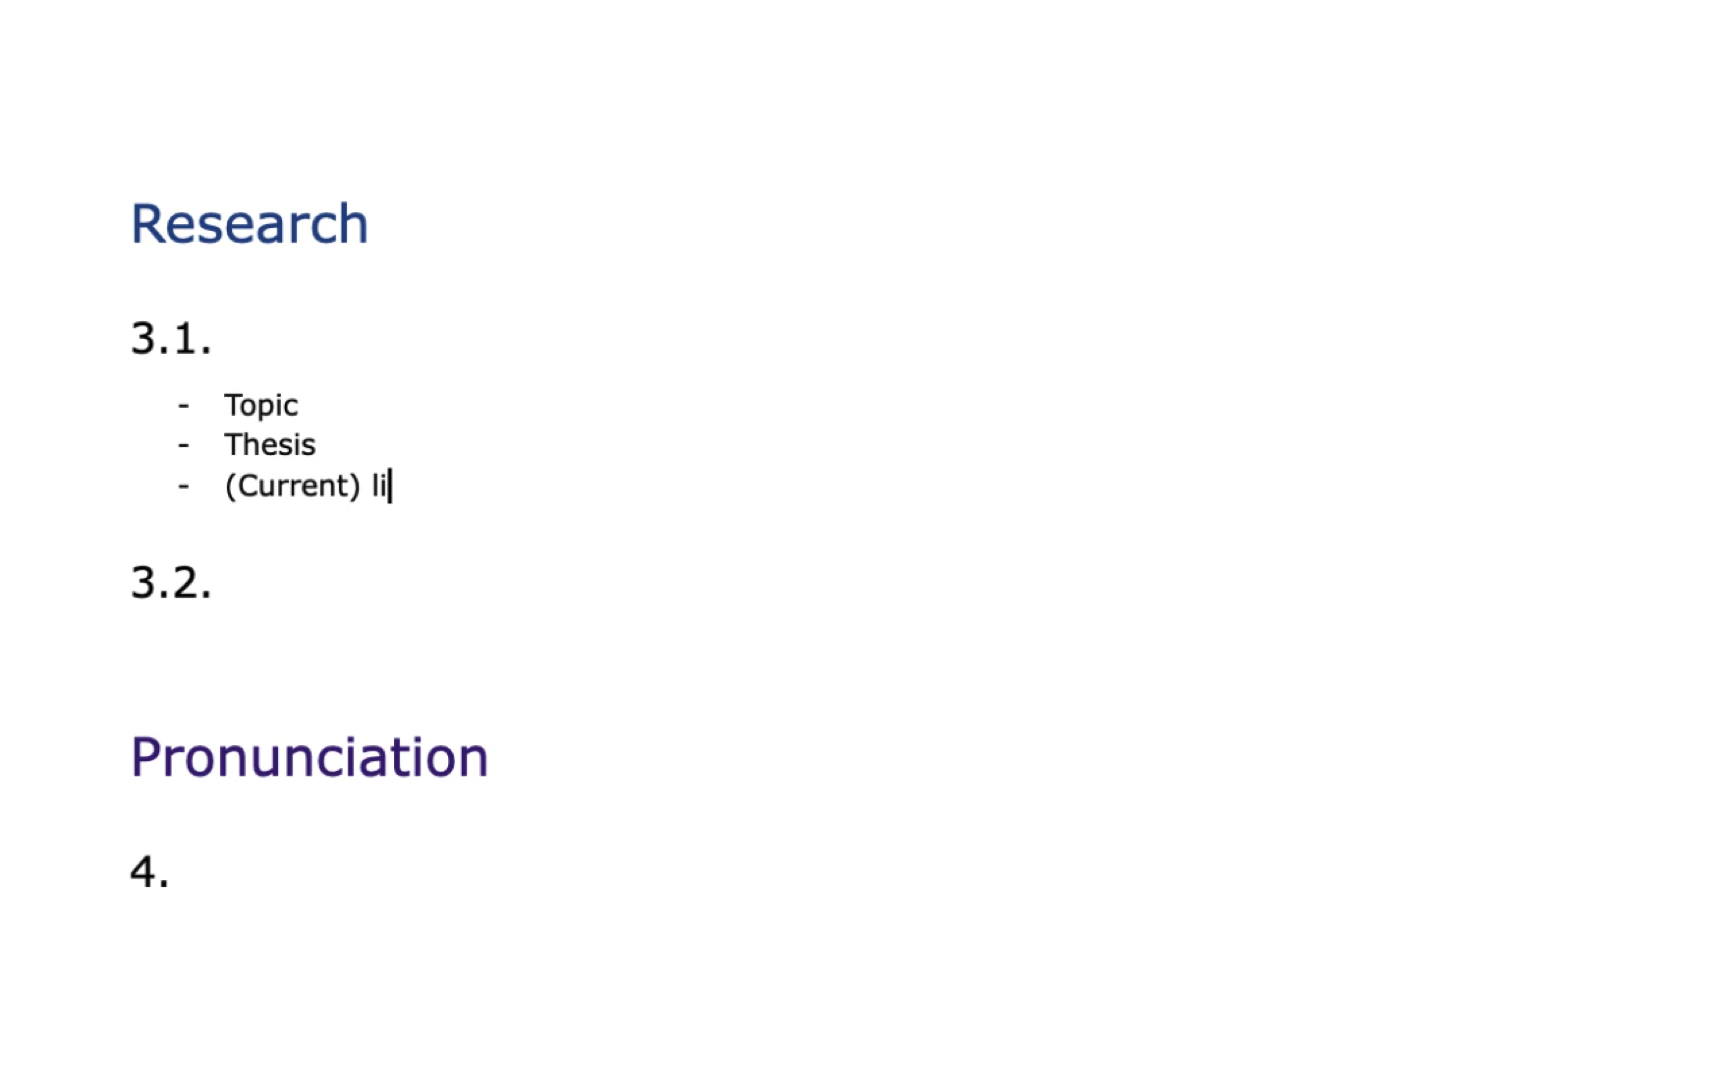 Research
3.1.
- Topic
- Thesis
- (Current) li
3.2.
Pronunciation
4.